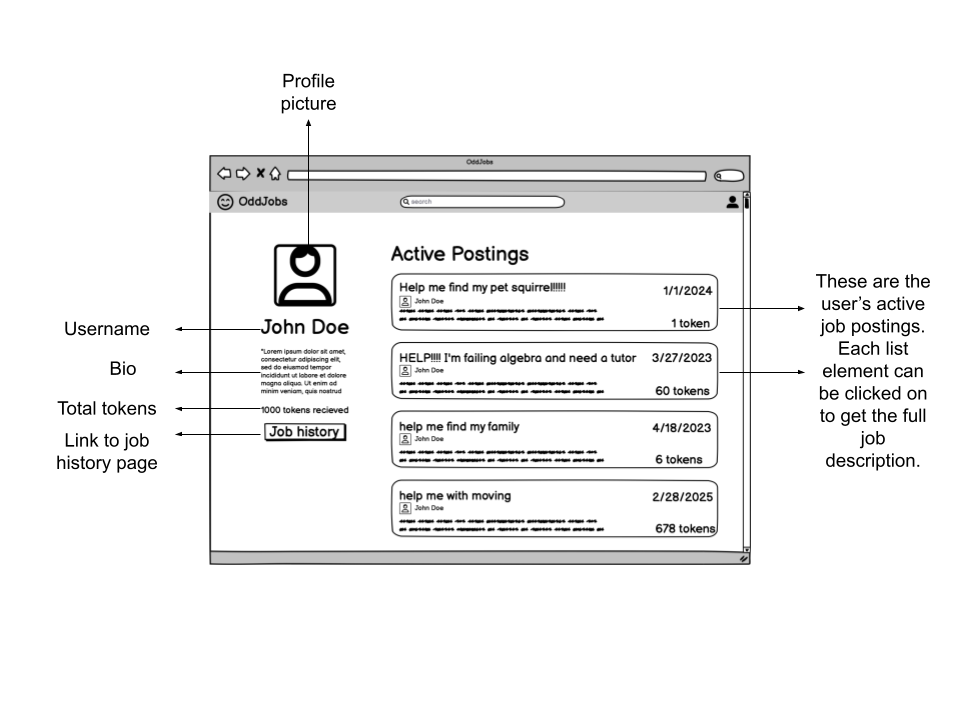 Profile
picture
OddJobs
OddJobs
search
Active Postings
Help me find my pet squirrel!!!!!
1/1/2024
John Doe
1 token
HELP!!!! I'm failing algebra and need a tutor
3/27/2023
John Doe
60 tokens
help me find my family
4/18/2023
John Doe
6 tokens
help me with moving
2/28/2025
John Doe
678 tokens
John Doe
"Lorem ipsum dolor sit amet,
consectetur adipiscing elit,
sed do eiusmod tempor
incididunt ut labore et dolore
magna aliqua. Ut enim ad
minim veniam, quis nostrud
1000 tokens recieved
Job history
Username
Bio
Total tokens
Link to job
history page
These are the
user’s active
job postings.
Each list
element can
be clicked on
to get the full
job
description.